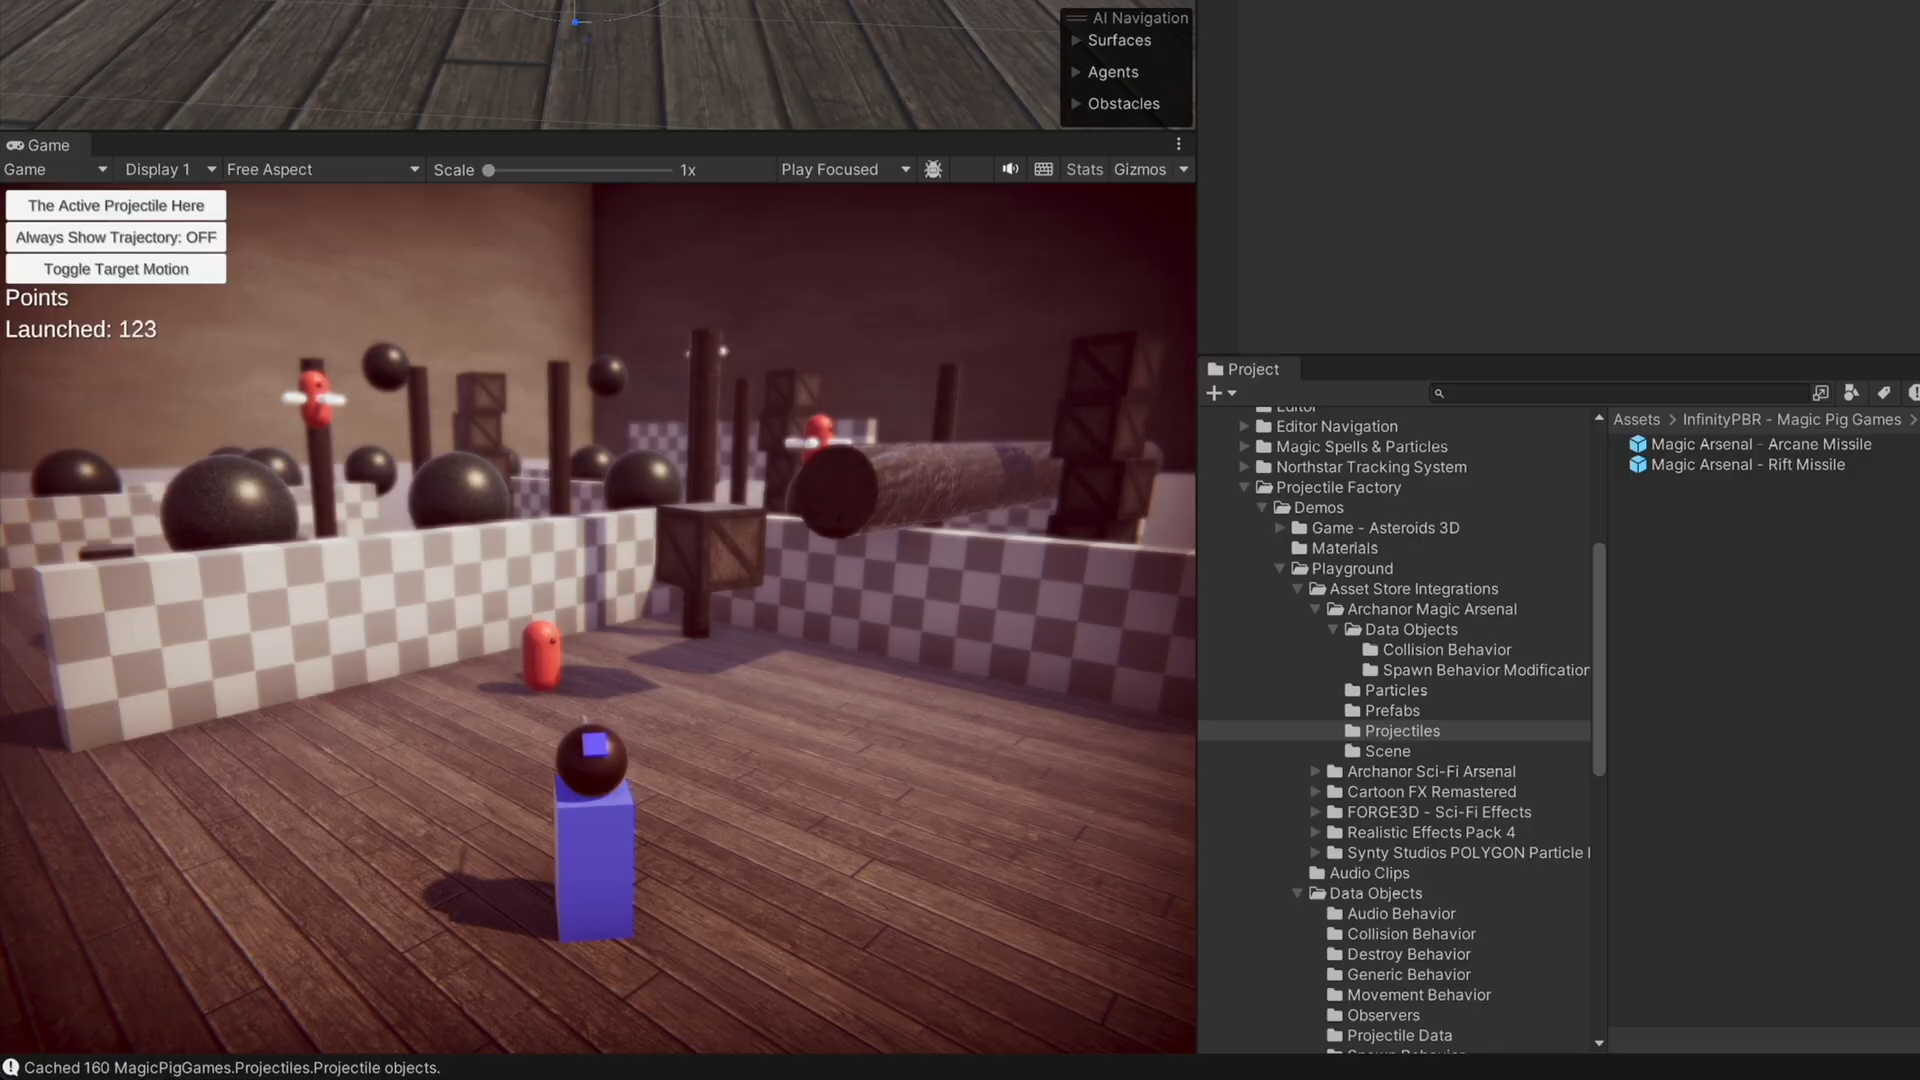 AI Navigation
Surfaces
Agents
Obstacles
Game
Game
Display 1
Free Aspect
Scale
1x
Play Focused
Stats
Gizmos
The Active Projectile Here
Always Show Trajectory: OFF
Toggle Target Motion
Points
Launched: 123
Project
Editor
Editor Navigation
Magic Spells & Particles
Northstar Tracking System
Projectile Factory
Demos
Game - Asteroids 3D
Materials
Playground
Asset Store Integrations
Archanor Magic Arsenal
Data Objects
Collision Behavior
Spawn Behavior Modification
Particles
Prefabs
Projectiles
Scene
Archanor Sci-Fi Arsenal
Cartoon FX Remastered
FORGE3D - Sci-Fi Effects
Realistic Effects Pack 4
Synty Studios POLYGON Particle
Audio Clips
Data Objects
Audio Behavior
Collision Behavior
Destroy Behavior
Generic Behavior
Movement Behavior
Observers
Projectile Data
Assets > InfinityPBR - Magic Pig Games >
Magic Arsenal - Arcane Missile
Magic Arsenal - Rift Missile
Cached 160 MagicPigGames.Projectiles.Projectile objects.